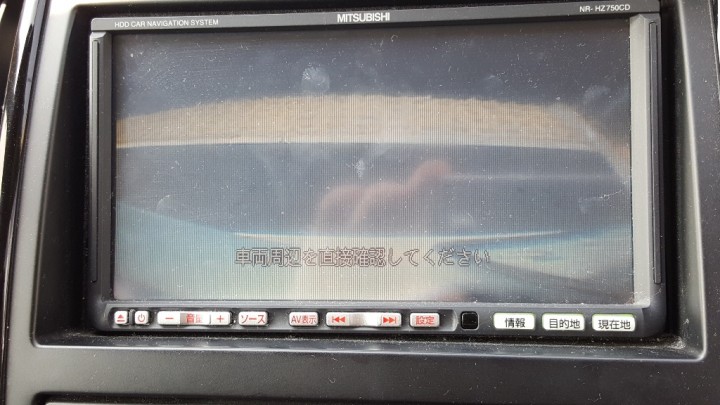 HDD CAR NAVIGATION SYSTEM
MITSUBISHI
NR-HZ750CD
車両周辺を直接確認してください
− 音量 +
ソース
AV表示
設定
情報
目的地
現在地